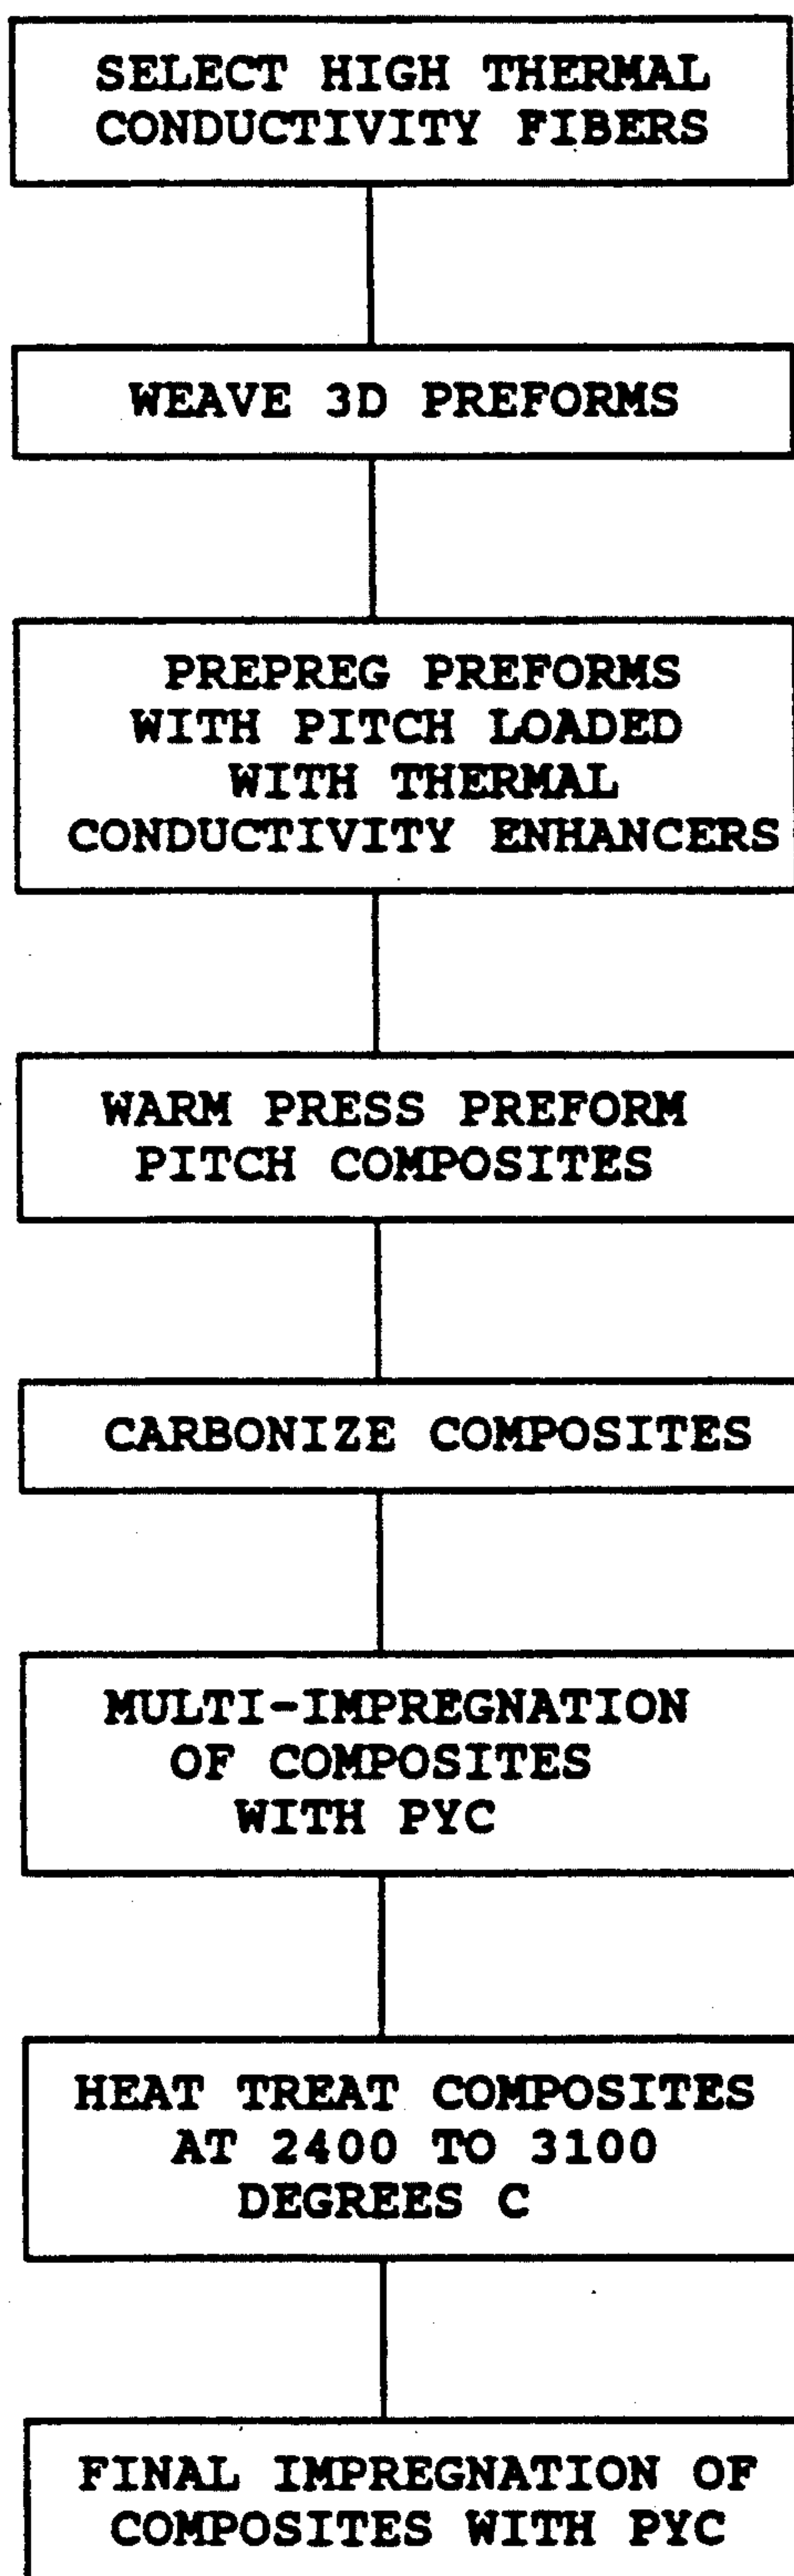 SELECT HIGH THERMAL
CONDUCTIVITY FIBERS
WEAVE 3D PREFORMS
PREPREG PREFORMS
WITH PITCH LOADED
WITH THERMAL
CONDUCTIVITY ENHANCERS
WARM PRESS PREFORM
PITCH COMPOSITES
CARBONIZE COMPOSITES
MULTI-IMPREGNATION
OF COMPOSITES
WITH PYC
HEAT TREAT COMPOSITES
AT 2400 TO 3100
DEGREES C
FINAL IMPREGNATION OF
COMPOSITES WITH PYC